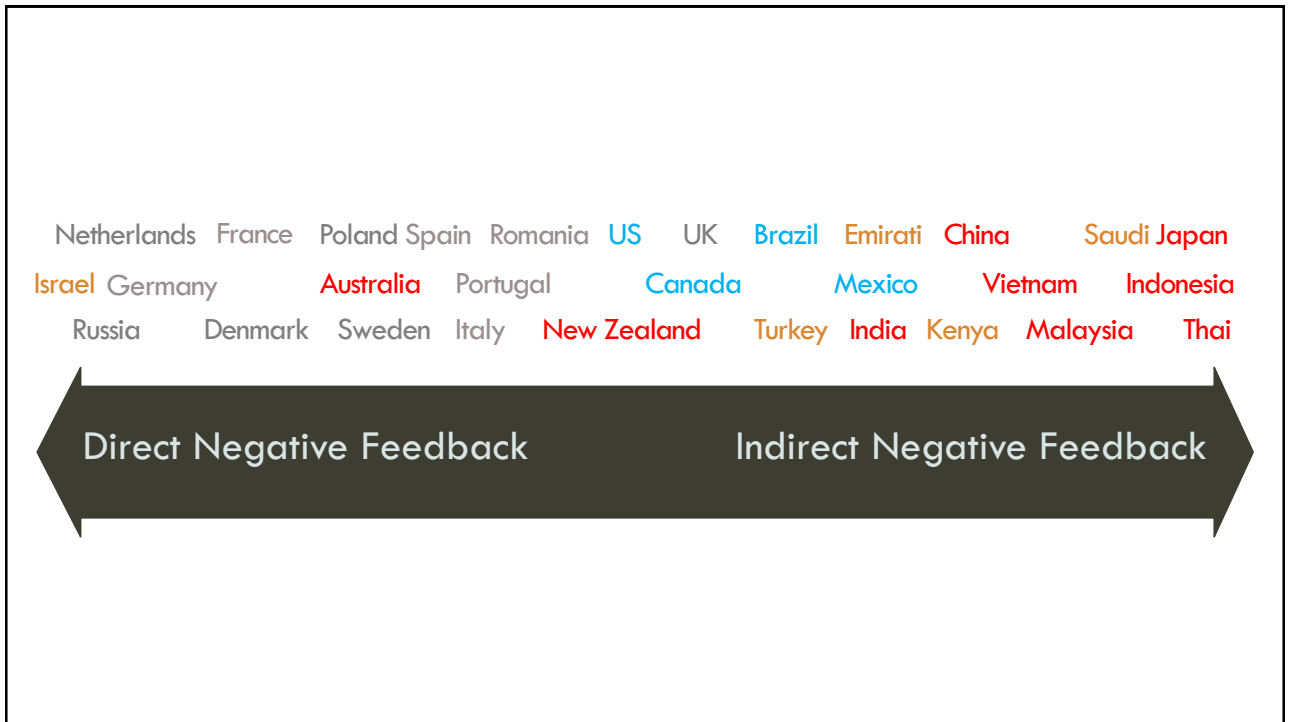 Netherlands France Poland Spain Romania US UK Brazil Emirati China Saudi Japan
Israel Germany Australia Portugal Canada Mexico Vietnam Indonesia
Russia Denmark Sweden Italy New Zealand Turkey India Kenya Malaysia Thai
Direct Negative Feedback Indirect Negative Feedback